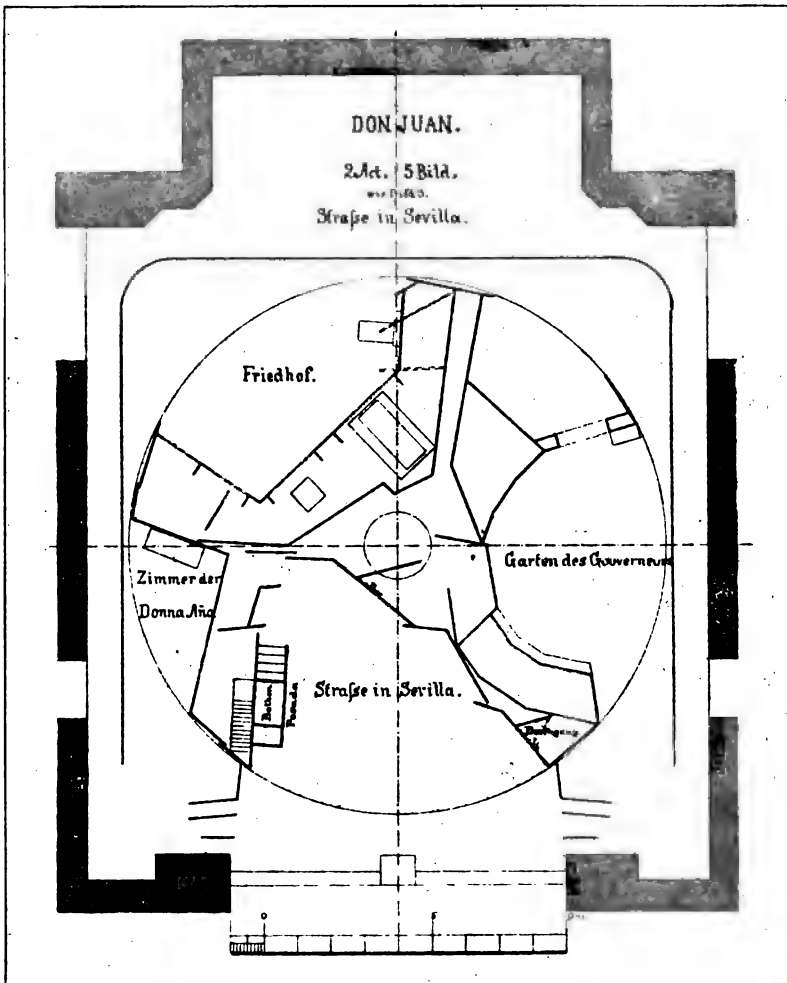 DON JUAN.
2 Act. 5 Bild.
Straße in Sevilla.
Friedhof.
Garten des Gouverneurs
Zimmer der
Donna Aña
Straße in Sevilla.
0
5